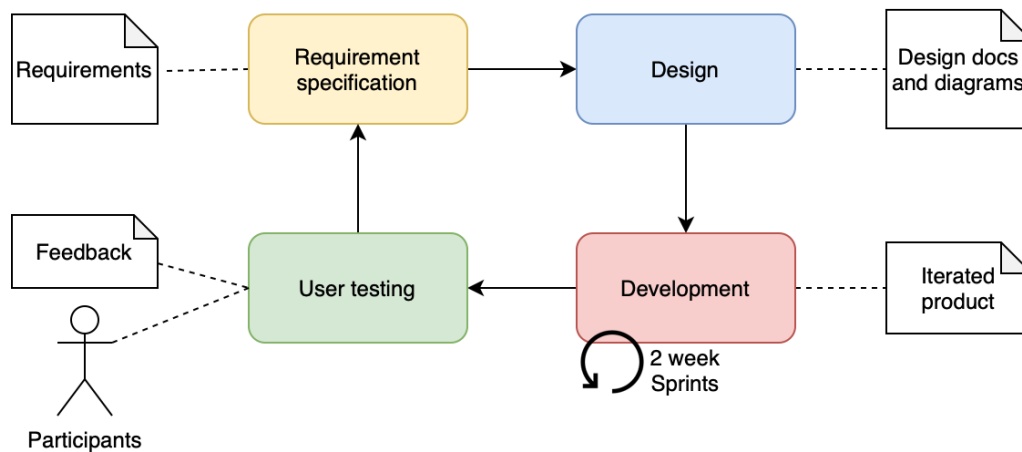 Requirements
Requirement
specification
Design
Design docs
and diagrams
Feedback
User testing
Development
Iterated
product
2 week
Sprints
Participants